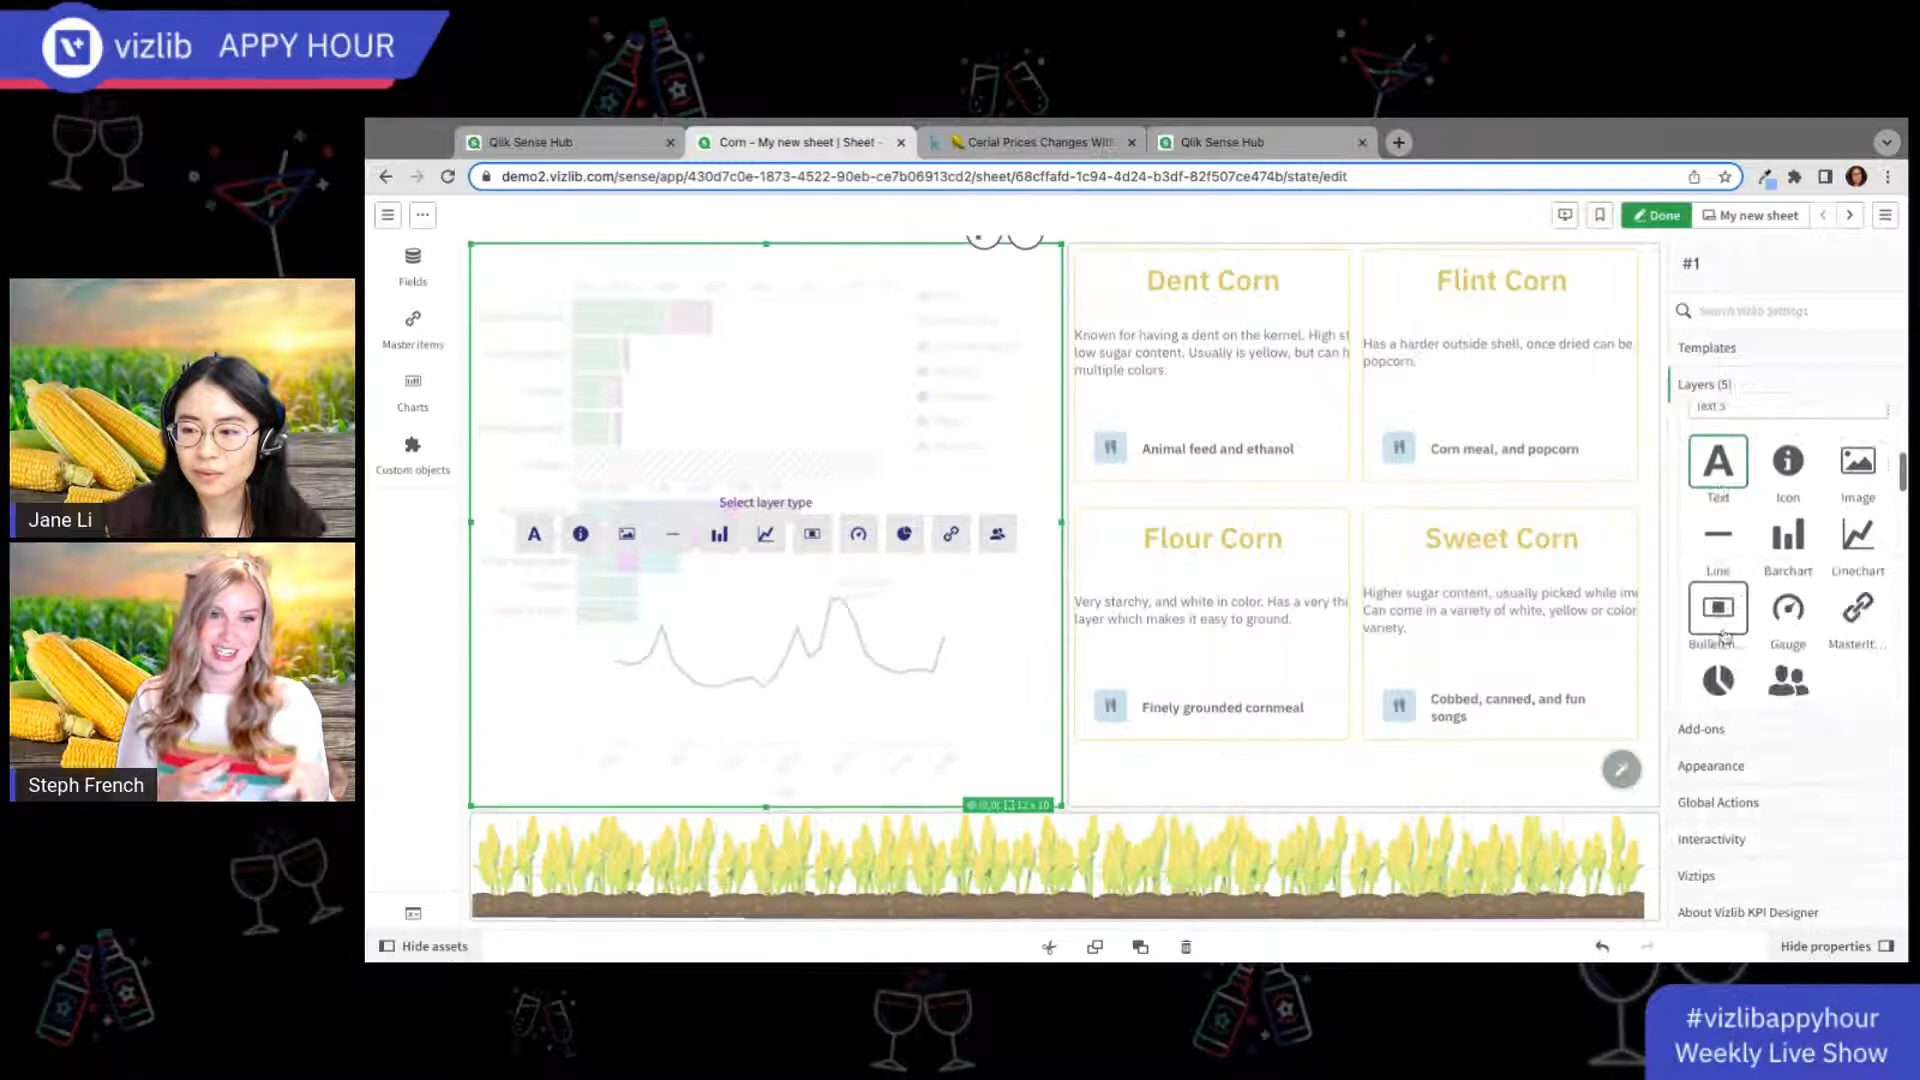 vizlib APPY HOUR
Qlik Sense Hub
Corn - My new sheet | Sheet -
Cerial Prices Changes With
Qlik Sense Hub
demo2.vizlib.com/sense/app/430d7c0e-1873-4522-90eb-ce7b06913cd2/sheet/68cffafd-1c94-4d24-b3df-82f507ce474b/state/edit
Done
My new sheet
Fields
Master items
Charts
Custom objects
Select layer type
Dent Corn
Known for having a dent on the kernel. High st
low sugar content. Usually is yellow, but can h
multiple colors.
Animal feed and ethanol
Flint Corn
Has a harder outside shell, once dried can be
popcorn.
Corn meal, and popcorn
Flour Corn
Very starchy, and white in color. Has a very thi
layer which makes it easy to ground.
Finely grounded cornmeal
Sweet Corn
Higher sugar content, usually picked while im
Can come in a variety of white, yellow or color
variety.
Cobbed, canned, and fun
songs
#1
Search Vizlib Settings
Templates
Layers (5)
Text 5
Text
Icon
Image
Line
Barchart
Linechart
Gauge
MasterIt...
Add-ons
Appearance
Global Actions
Interactivity
Viztips
About Vizlib KPI Designer
Hide assets
Hide properties
Jane Li
Steph French
#vizlibappyhour
Weekly Live Show